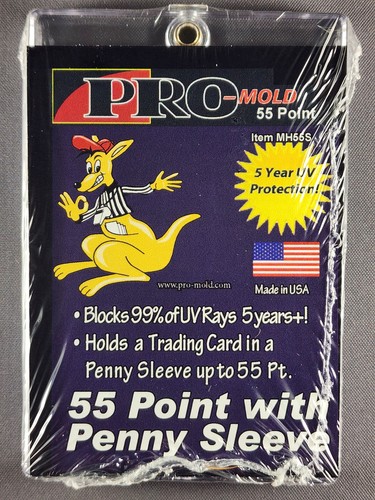 PRO-MOLD
55 Point
Item MH55S
5 Year UV
Protection!
www.pro-mold.com
Made in USA
• Blocks 99% of UV Rays 5 years+!
• Holds a Trading Card in a
Penny Sleeve up to 55 Pt.
55 Point with
Penny Sleeve